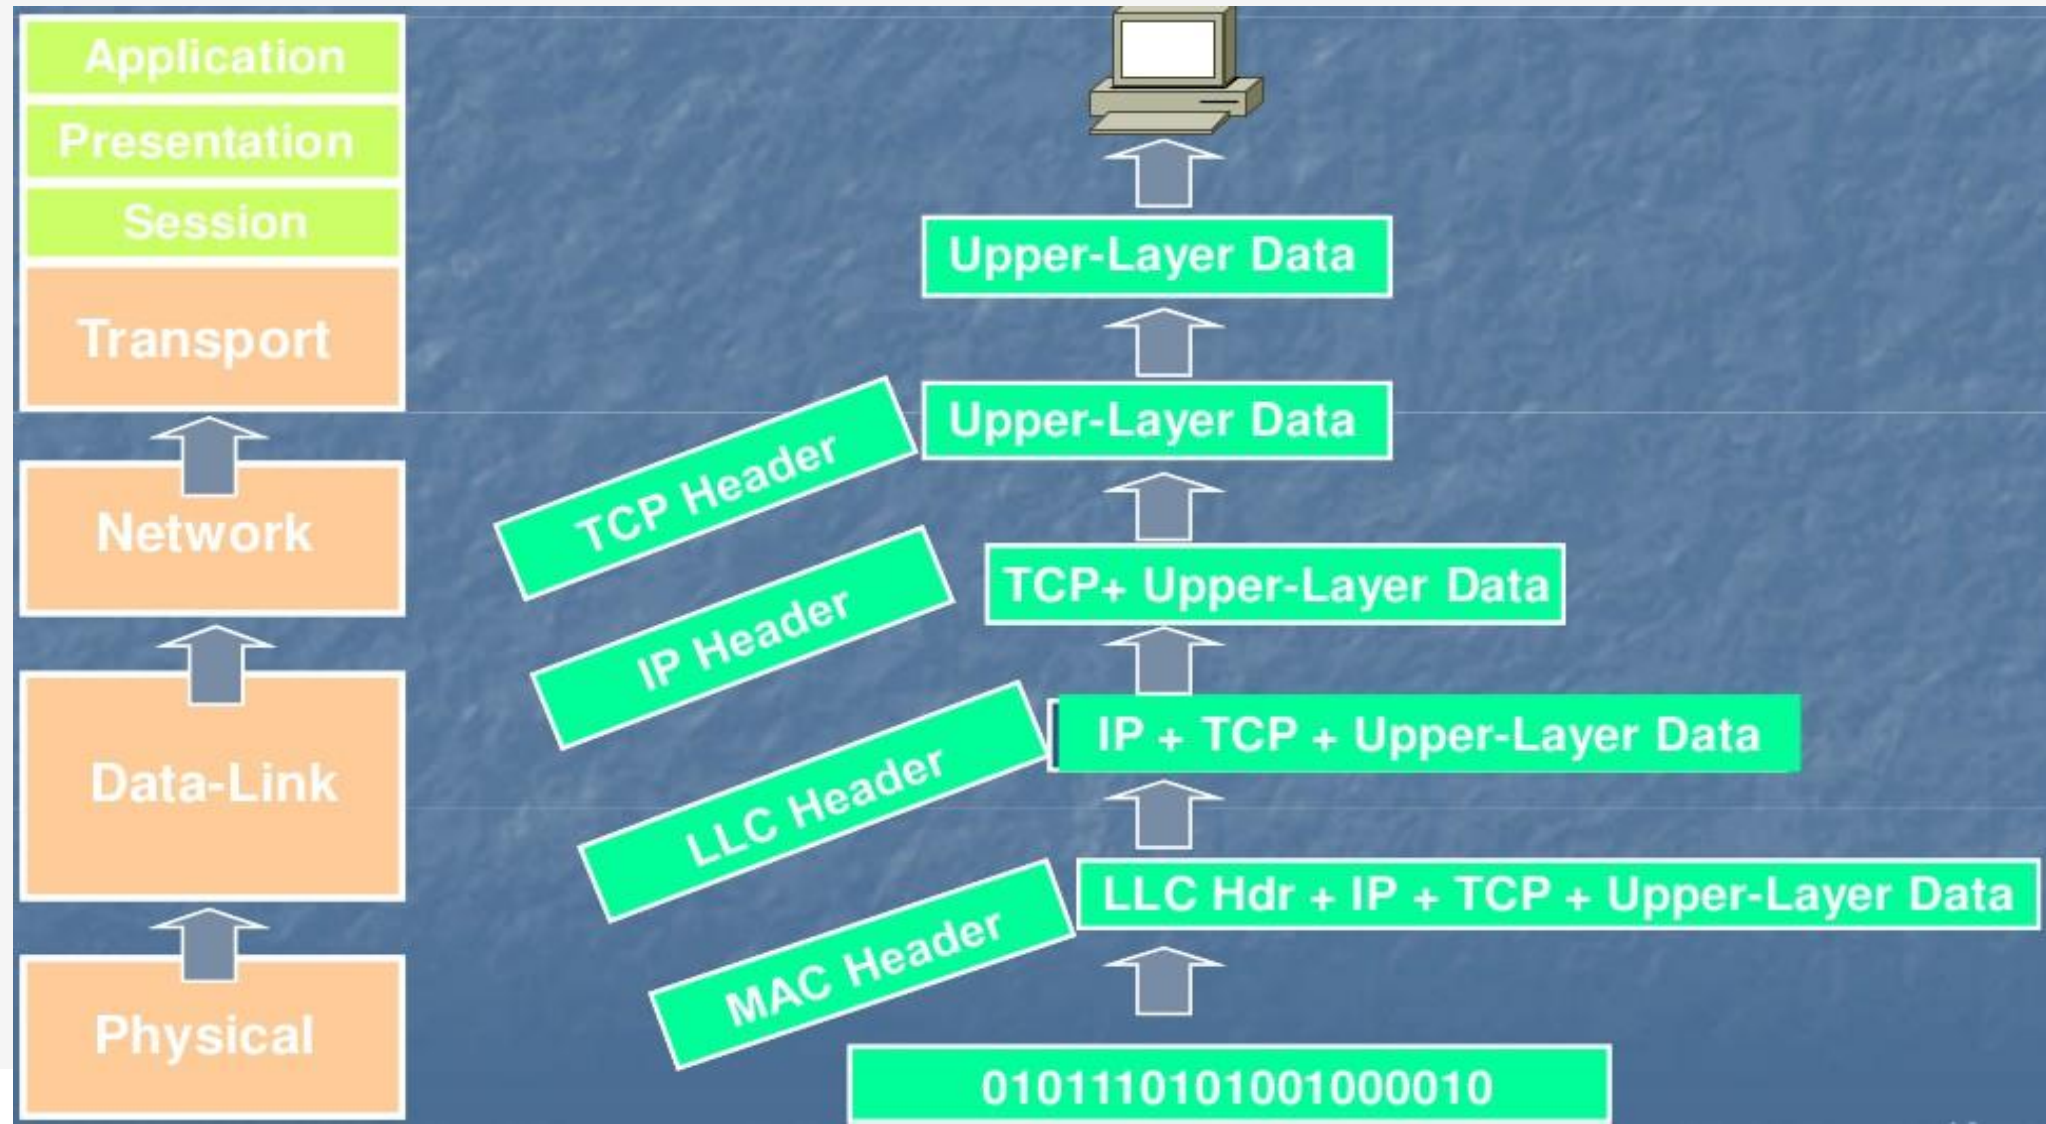 Application
Presentation
Session
Transport
Network
Data-Link
Physical
Upper-Layer Data
Upper-Layer Data
TCP Header
TCP+ Upper-Layer Data
IP Header
IP + TCP + Upper-Layer Data
LLC Header
LLC Hdr + IP + TCP + Upper-Layer Data
MAC Header
0101110101001000010